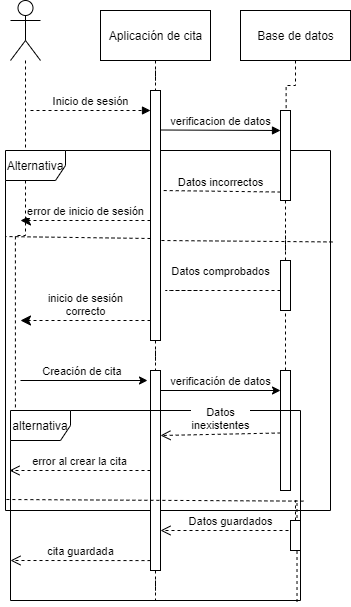 Aplicación de cita
Base de datos
Inicio de sesión
verificacion de datos
Alternativa
Datos incorrectos
error de inicio de sesión
Datos comprobados
inicio de sesión
correcto
Creación de cita
verificación de datos
alternativa
Datos
inexistentes
error al crear la cita
Datos guardados
cita guardada